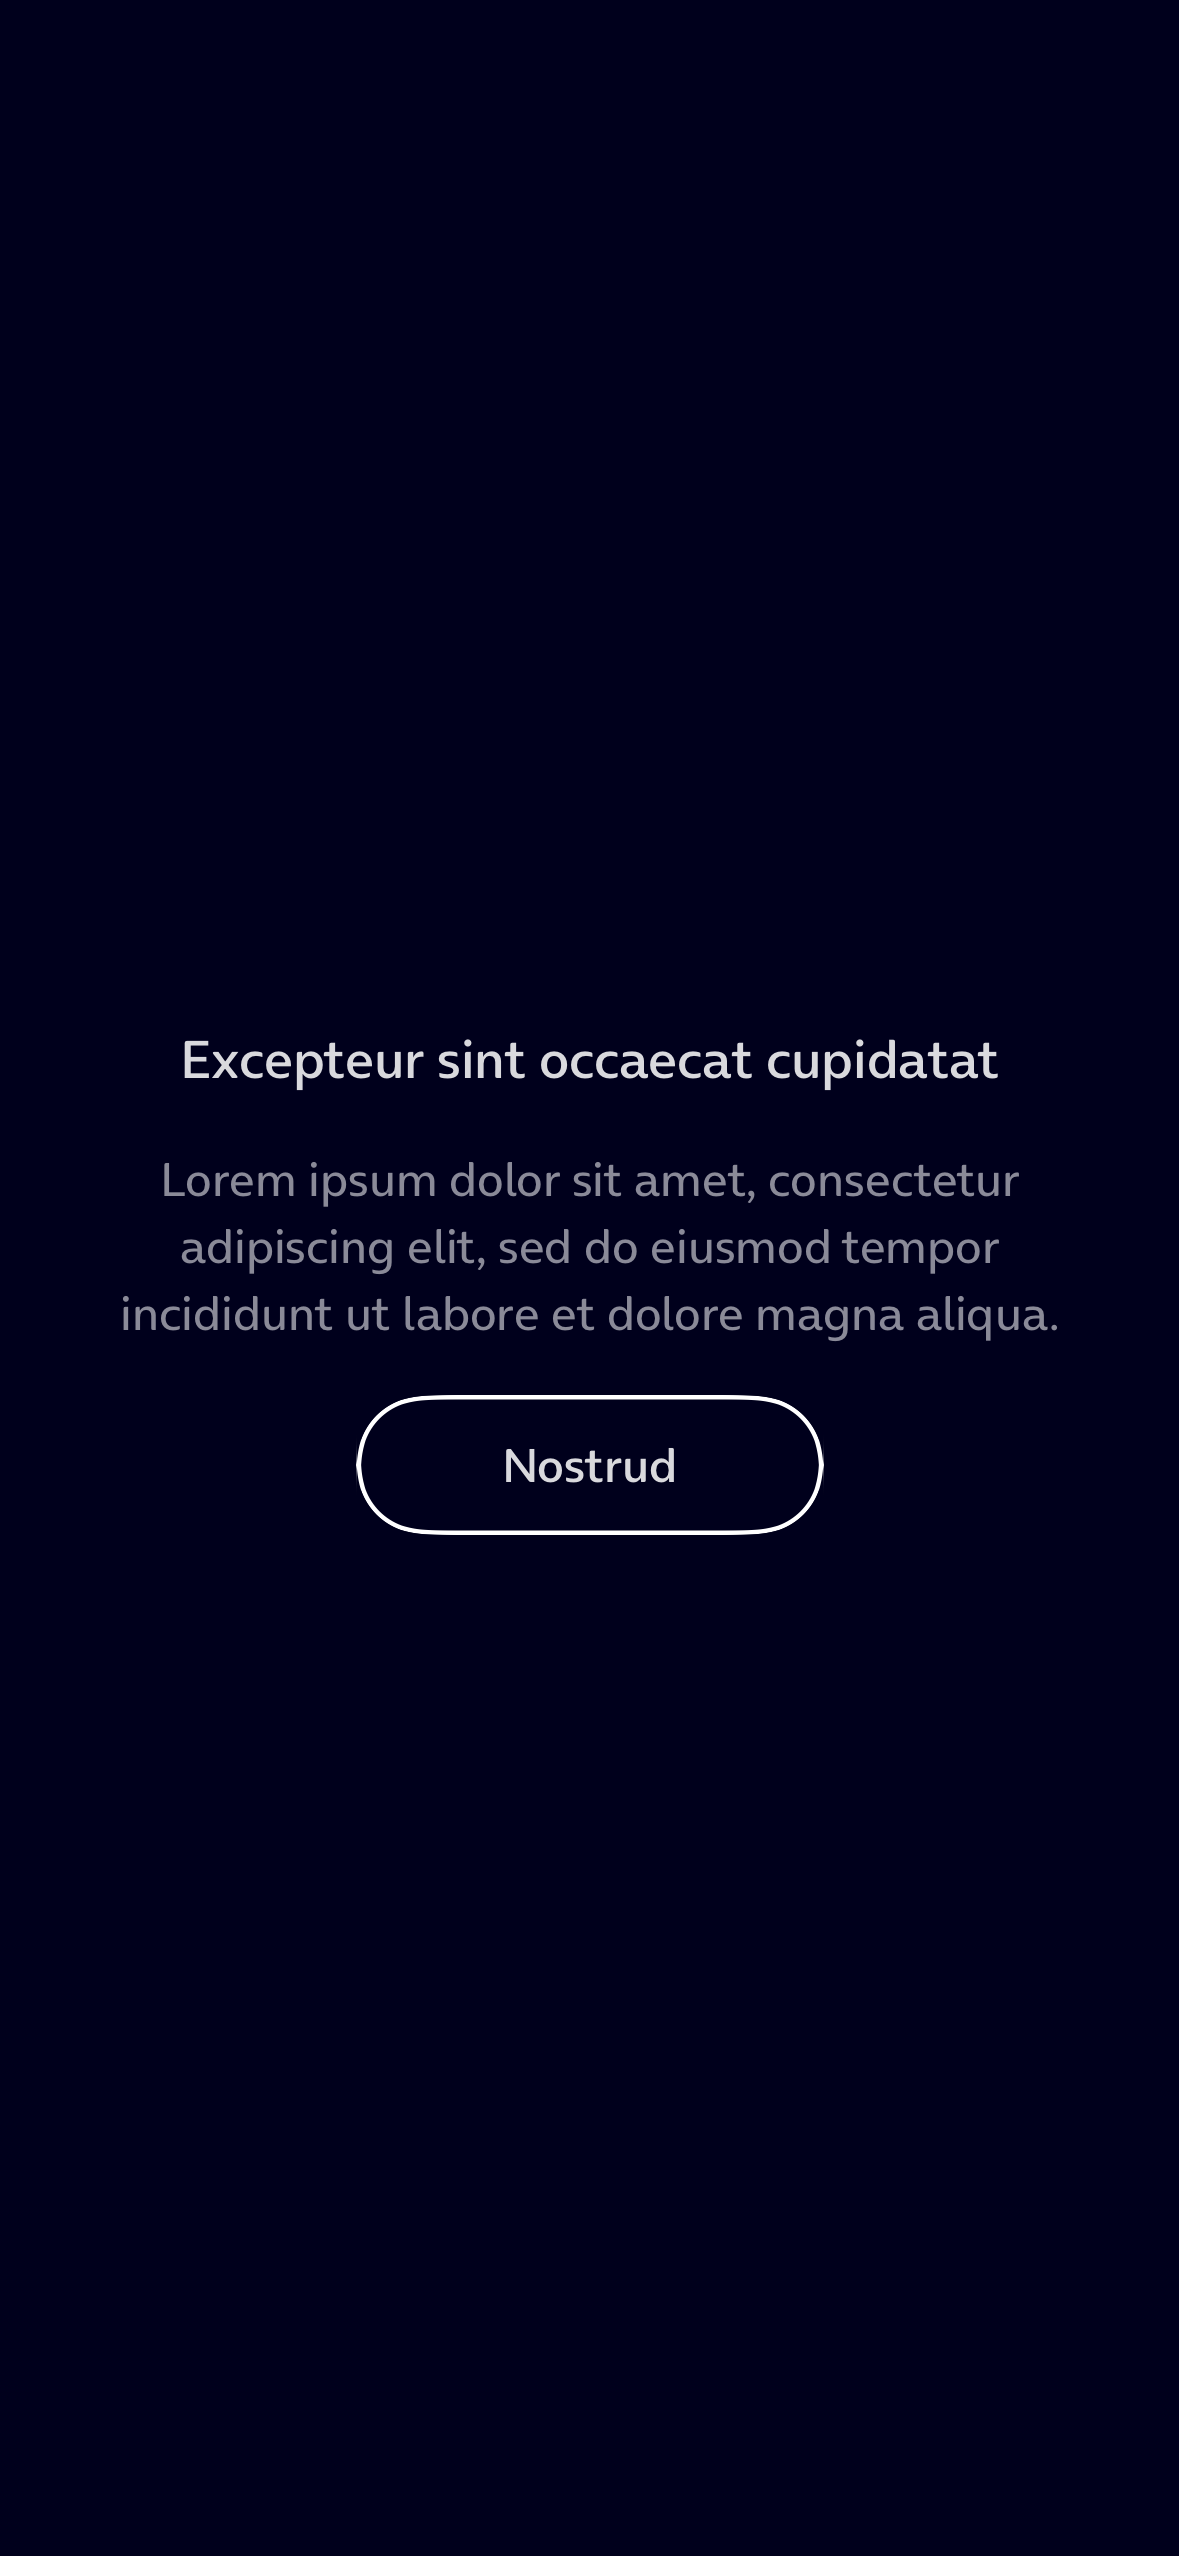 Excepteur sint occaecat cupidatat
Lorem ipsum dolor sit amet, consectetur
adipiscing elit, sed do eiusmod tempor
incididunt ut labore et dolore magna aliqua.
Nostrud